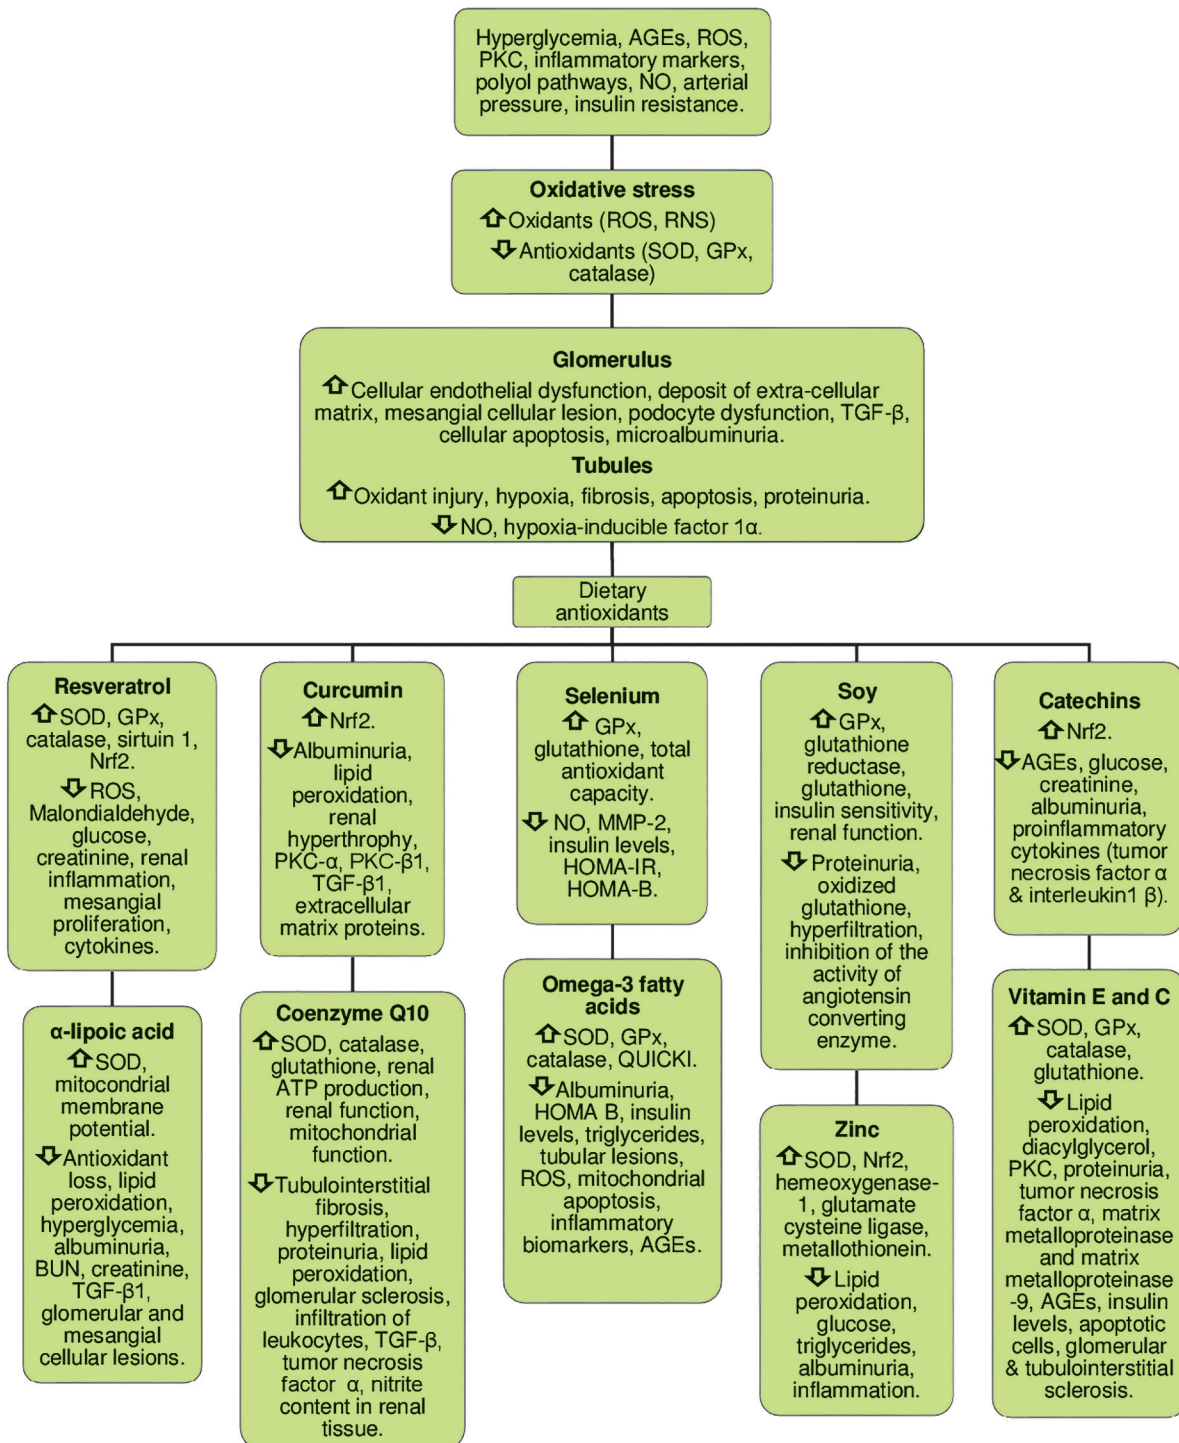 Hyperglycemia, AGEs, ROS,
PKC, inflammatory markers,
polyol pathways, NO, arterial
pressure, insulin resistance.
Oxidative stress
⇧Oxidants (ROS, RNS)
⇩Antioxidants (SOD, GPx,
catalase)
Glomerulus
⇧Cellular endothelial dysfunction, deposit of extra-cellular
matrix, mesangial cellular lesion, podocyte dysfunction, TGF-β,
cellular apoptosis, microalbuminuria.
Tubules
⇧Oxidant injury, hypoxia, fibrosis, apoptosis, proteinuria.
⇩NO, hypoxia-inducible factor 1α.
Dietary
antioxidants
Resveratrol
⇧SOD, GPx,
catalase, sirtuin 1,
Nrf2.
⇩ROS,
Malondialdehyde,
glucose,
creatinine, renal
inflammation,
mesangial
proliferation,
cytokines.
Curcumin
⇧Nrf2.
⇩Albuminuria,
lipid
peroxidation,
renal
hyperthrophy,
PKC-α, PKC-β1,
TGF-β1,
extracellular
matrix proteins.
Selenium
⇧ GPx,
glutathione, total
antioxidant
capacity.
⇩ NO, MMP-2,
insulin levels,
HOMA-IR,
HOMA-B.
Soy
⇧GPx,
glutathione
reductase,
glutathione,
insulin sensitivity,
renal function.
⇩Proteinuria,
oxidized
glutathione,
hyperfiltration,
inhibition of the
activity of
angiotensin
converting
enzyme.
Catechins
⇧Nrf2.
⇩AGEs, glucose,
creatinine,
albuminuria,
proinflammatory
cytokines (tumor
necrosis factor α
& interleukin1 β).
α-lipoic acid
⇧SOD,
mitocondrial
membrane
potential.
⇩Antioxidant
loss, lipid
peroxidation,
hyperglycemia,
albuminuria,
BUN, creatinine,
TGF-β1,
glomerular and
mesangial
cellular lesions.
Coenzyme Q10
⇧SOD, catalase,
glutathione, renal
ATP production,
renal function,
mitochondrial
function.
⇩Tubulointerstitial
fibrosis,
hyperfiltration,
proteinuria, lipid
peroxidation,
glomerular sclerosis,
infiltration of
leukocytes, TGF-β,
tumor necrosis
factor α, nitrite
content in renal
tissue.
Omega-3 fatty
acids
⇧SOD, GPx,
catalase, QUICKI.
⇩Albuminuria,
HOMA B, insulin
levels, triglycerides,
tubular lesions,
ROS, mitochondrial
apoptosis,
inflammatory
biomarkers, AGEs.
Zinc
⇧SOD, Nrf2,
hemeoxygenase-
1, glutamate
cysteine ligase,
metallothionein.
⇩Lipid
peroxidation,
glucose,
triglycerides,
albuminuria,
inflammation.
Vitamin E and C
⇧SOD, GPx,
catalase,
glutathione.
⇩Lipid
peroxidation,
diacylglycerol,
PKC, proteinuria,
tumor necrosis
factor α, matrix
metalloproteinase
and matrix
metalloproteinase
-9, AGEs, insulin
levels, apoptotic
cells, glomerular
& tubulointerstitial
sclerosis.